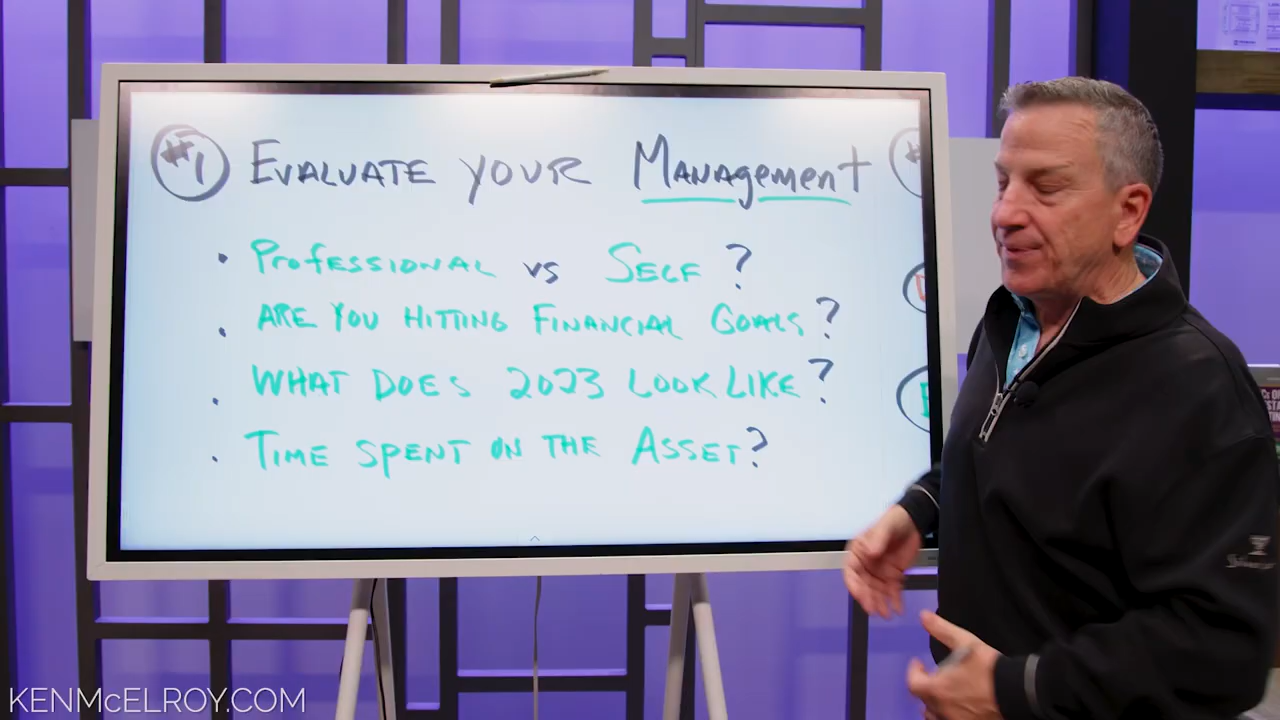 #1 EVALUATE YOUR MANAGEMENT
• PROFESSIONAL VS SELF?
• ARE YOU HITTING FINANCIAL GOALS?
• WHAT DOES 2023 LOOK LIKE?
• TIME SPENT ON THE ASSET?
KENMCELROY.COM